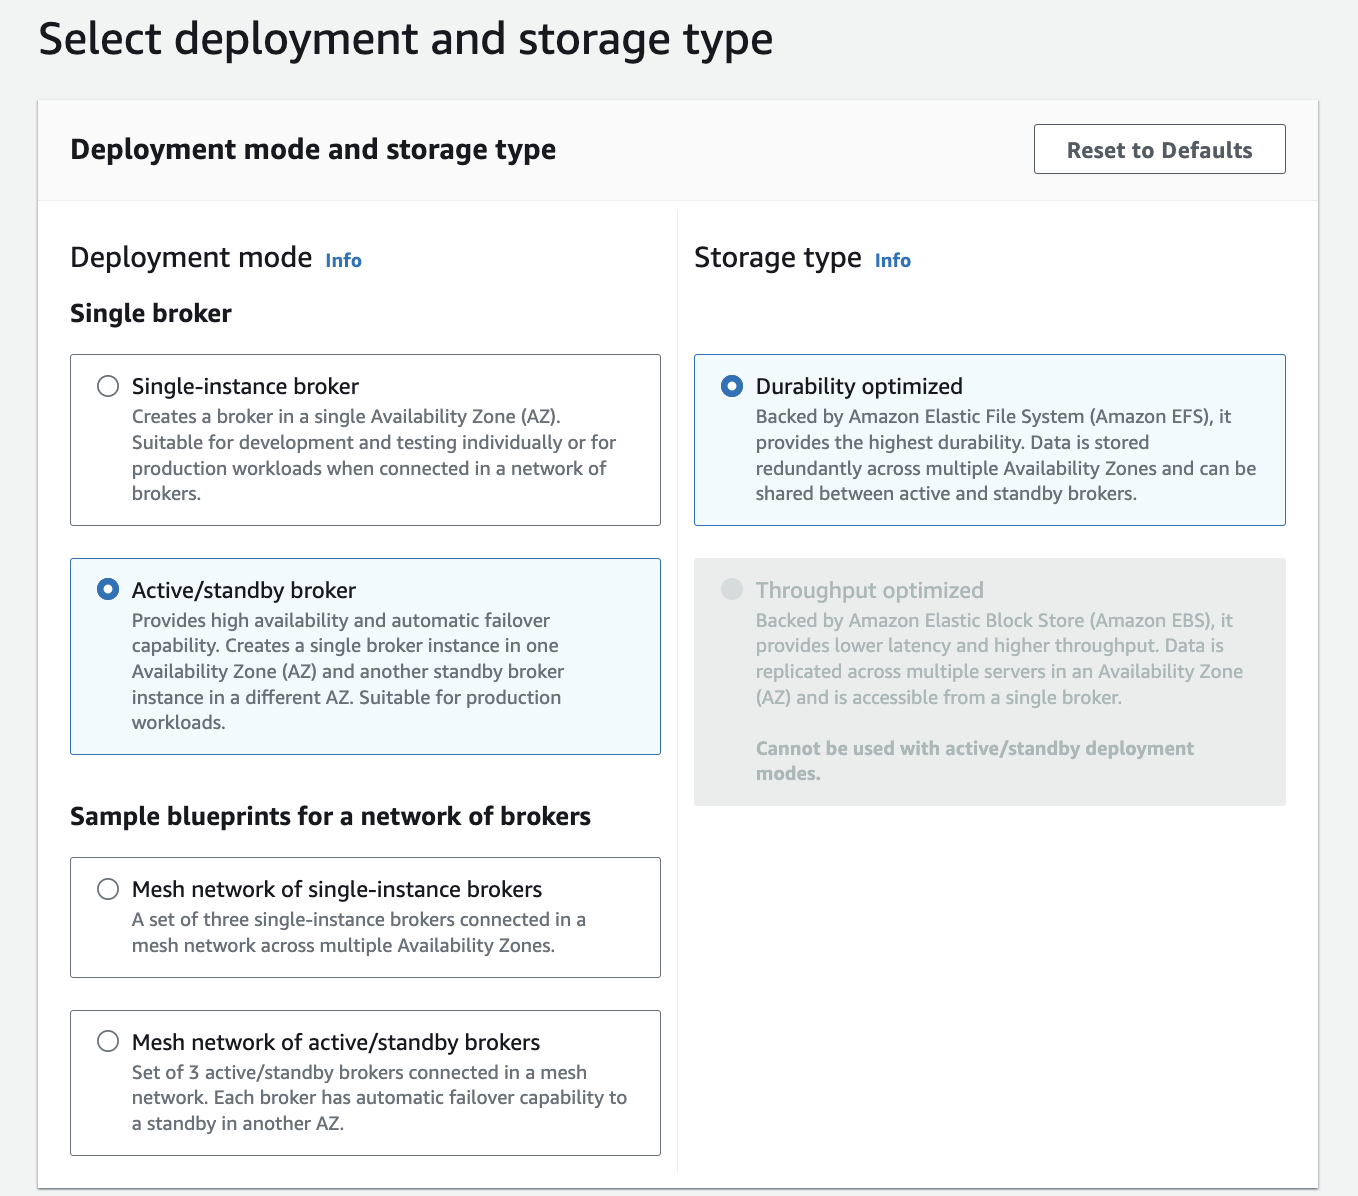 Select deployment and storage type
Deployment mode and storage type
Reset to Defaults
Deployment mode Info
Single broker
Single-instance broker
Creates a broker in a single Availability Zone (AZ).
Suitable for development and testing individually or for
production workloads when connected in a network of
brokers.
Active/standby broker
Provides high availability and automatic failover
capability. Creates a single broker instance in one
Availability Zone (AZ) and another standby broker
instance in a different AZ. Suitable for production
workloads.
Sample blueprints for a network of brokers
Mesh network of single-instance brokers
A set of three single-instance brokers connected in a
mesh network across multiple Availability Zones.
Mesh network of active/standby brokers
Set of 3 active/standby brokers connected in a mesh
network. Each broker has automatic failover capability to
a standby in another AZ.
Storage type Info
Durability optimized
Backed by Amazon Elastic File System (Amazon EFS), it
provides the highest durability. Data is stored
redundantly across multiple Availability Zones and can be
shared between active and standby brokers.
Throughput optimized
Backed by Amazon Elastic Block Store (Amazon EBS), it
provides lower latency and higher throughput. Data is
replicated across multiple servers in an Availability Zone
(AZ) and is accessible from a single broker.
Cannot be used with active/standby deployment
modes.